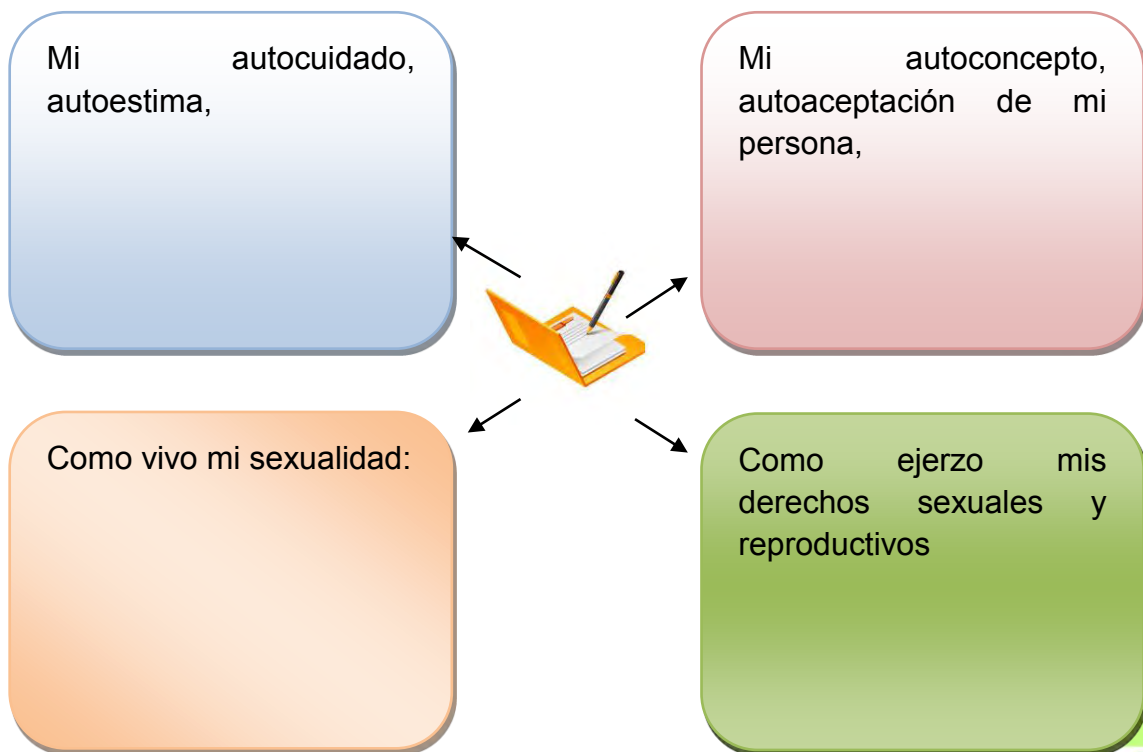 Mi autocuidado,
autoestima,
Mi autoconcepto,
autoaceptación de mi
persona,
Como vivo mi sexualidad:
Como ejerzo mis
derechos sexuales y
reproductivos